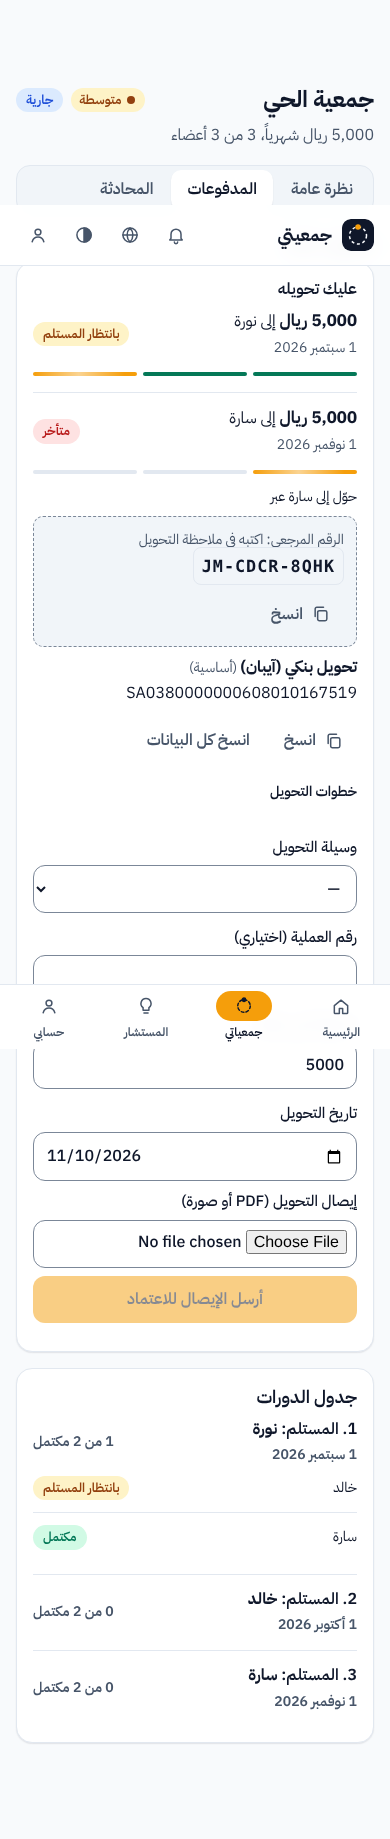 جمعية الحي
متوسطة
جارية
5,000 ريال شهرياً، 3 من 3 أعضاء
نظرة عامة
المدفوعات
المحادثة
جمعيتي
عليك تحويله
5,000 ريال إلى نورة
بانتظار المستلم
1 سبتمبر 2026
5,000 ريال إلى سارة
متأخر
1 نوفمبر 2026
حوّل إلى سارة عبر
الرقم المرجعي: اكتبه في ملاحظة التحويل
JM-CDCR-8QHK
انسخ
تحويل بنكي (آيبان) (أساسية)
SA0380000000608010167519
انسخ
انسخ كل البيانات
خطوات التحويل
وسيلة التحويل
—
رقم العملية (اختياري)
الرئيسية
جمعياتي
المستشار
حسابي
5000
تاريخ التحويل
11/10/2026
إيصال التحويل (PDF أو صورة)
Choose File No file chosen
أرسل الإيصال للاعتماد
جدول الدورات
1. المستلم: نورة
1 من 2 مكتمل
1 سبتمبر 2026
خالد
بانتظار المستلم
سارة
مكتمل
2. المستلم: خالد
0 من 2 مكتمل
1 أكتوبر 2026
3. المستلم: سارة
0 من 2 مكتمل
1 نوفمبر 2026